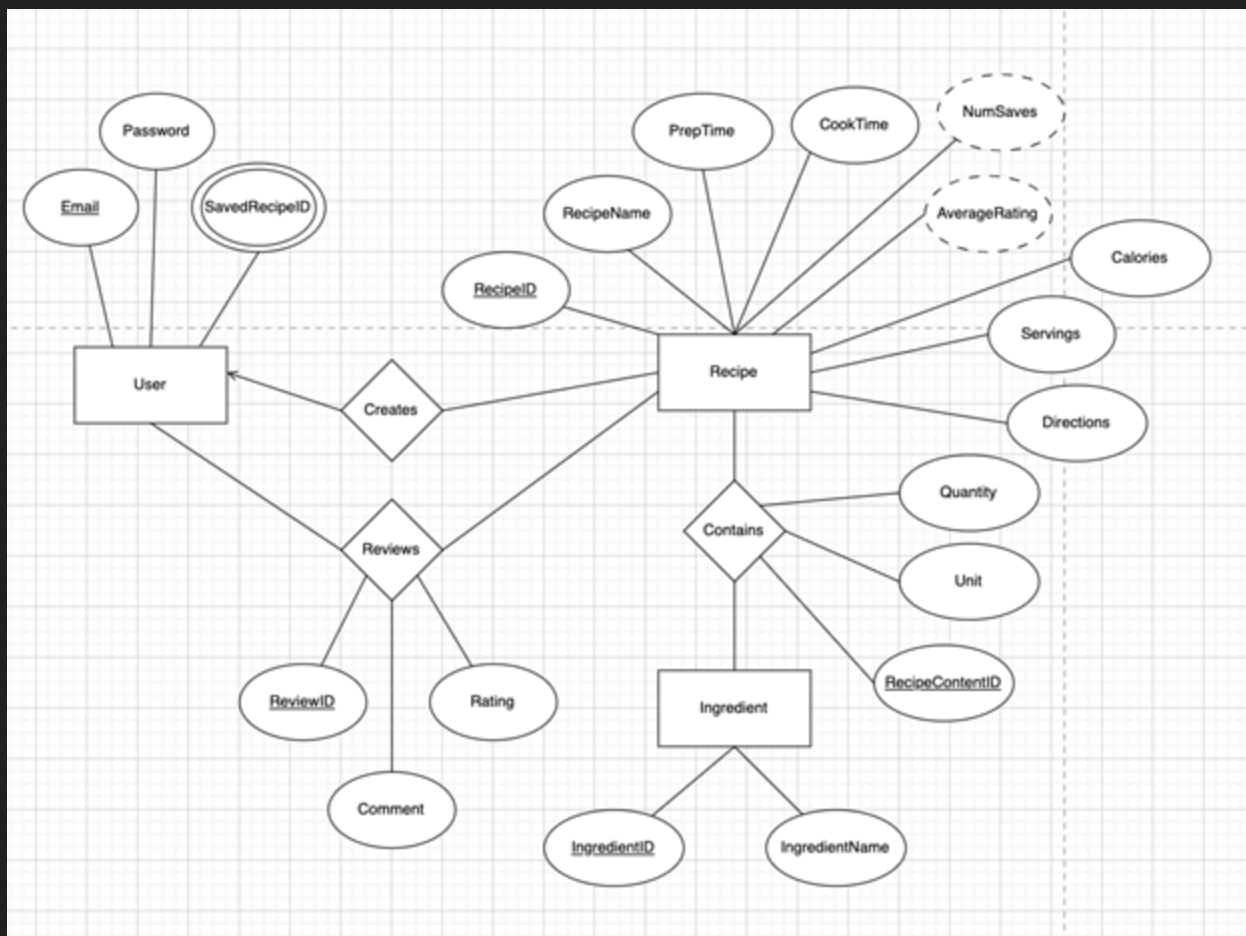 NumSaves
CookTime
Password
PrepTime
Email
SavedRecipeID
RecipeName
AverageRating
Calories
RecipeID
Servings
Recipe
User
Creates
Directions
Quantity
Contains
Reviews
Unit
RecipeContentID
ReviewID
Rating
Ingredient
Comment
IngredientID
IngredientName